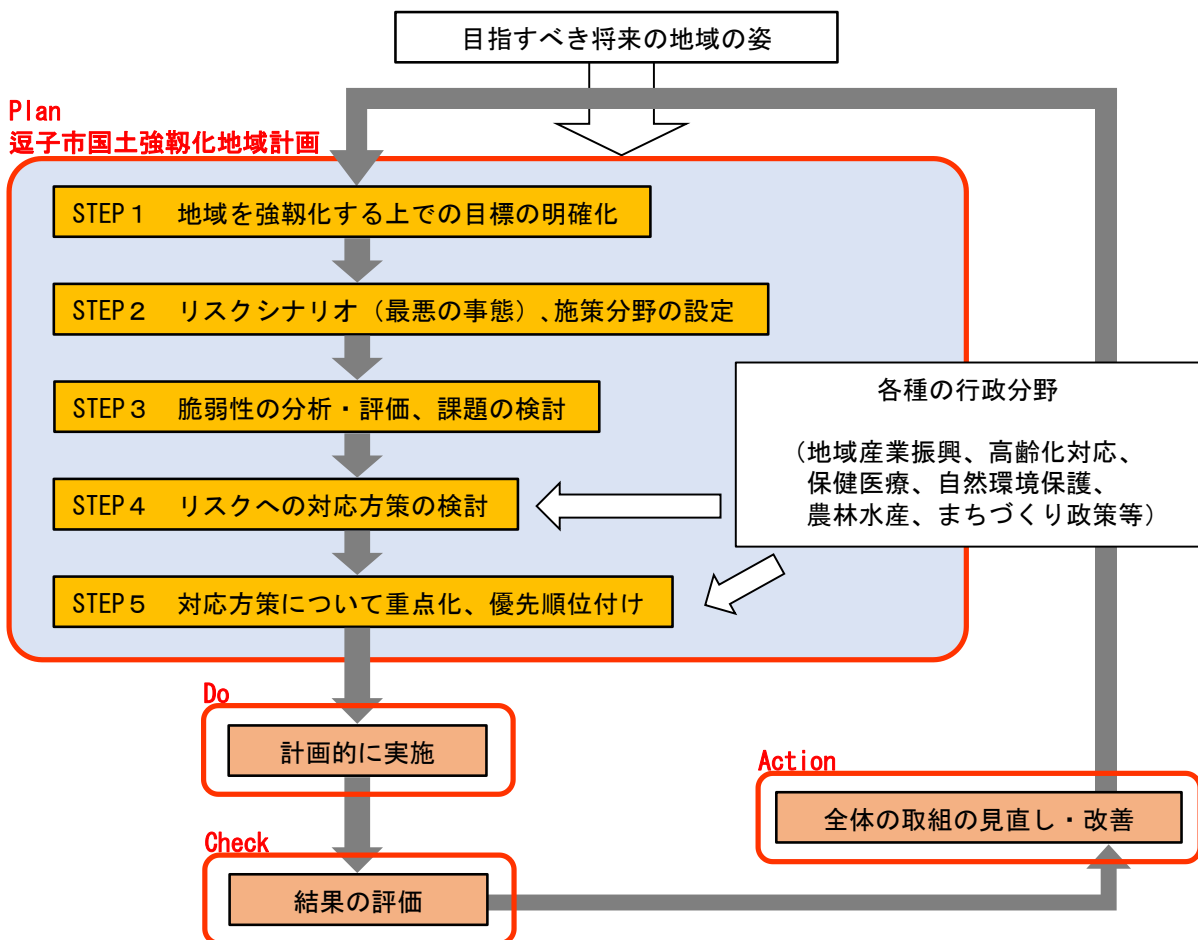 目指すべき将来の地域の姿
Plan
逗子市国土強靱化地域計画
STEP１　地域を強靱化する上での目標の明確化
STEP２　リスクシナリオ（最悪の事態）、施策分野の設定
STEP３　脆弱性の分析・評価、課題の検討
STEP４　リスクへの対応方策の検討
STEP５　対応方策について重点化、優先順位付け
各種の行政分野
（地域産業振興、高齢化対応、
保健医療、自然環境保護、
農林水産、まちづくり政策等）
Do
計画的に実施
Check
結果の評価
Action
全体の取組の見直し・改善